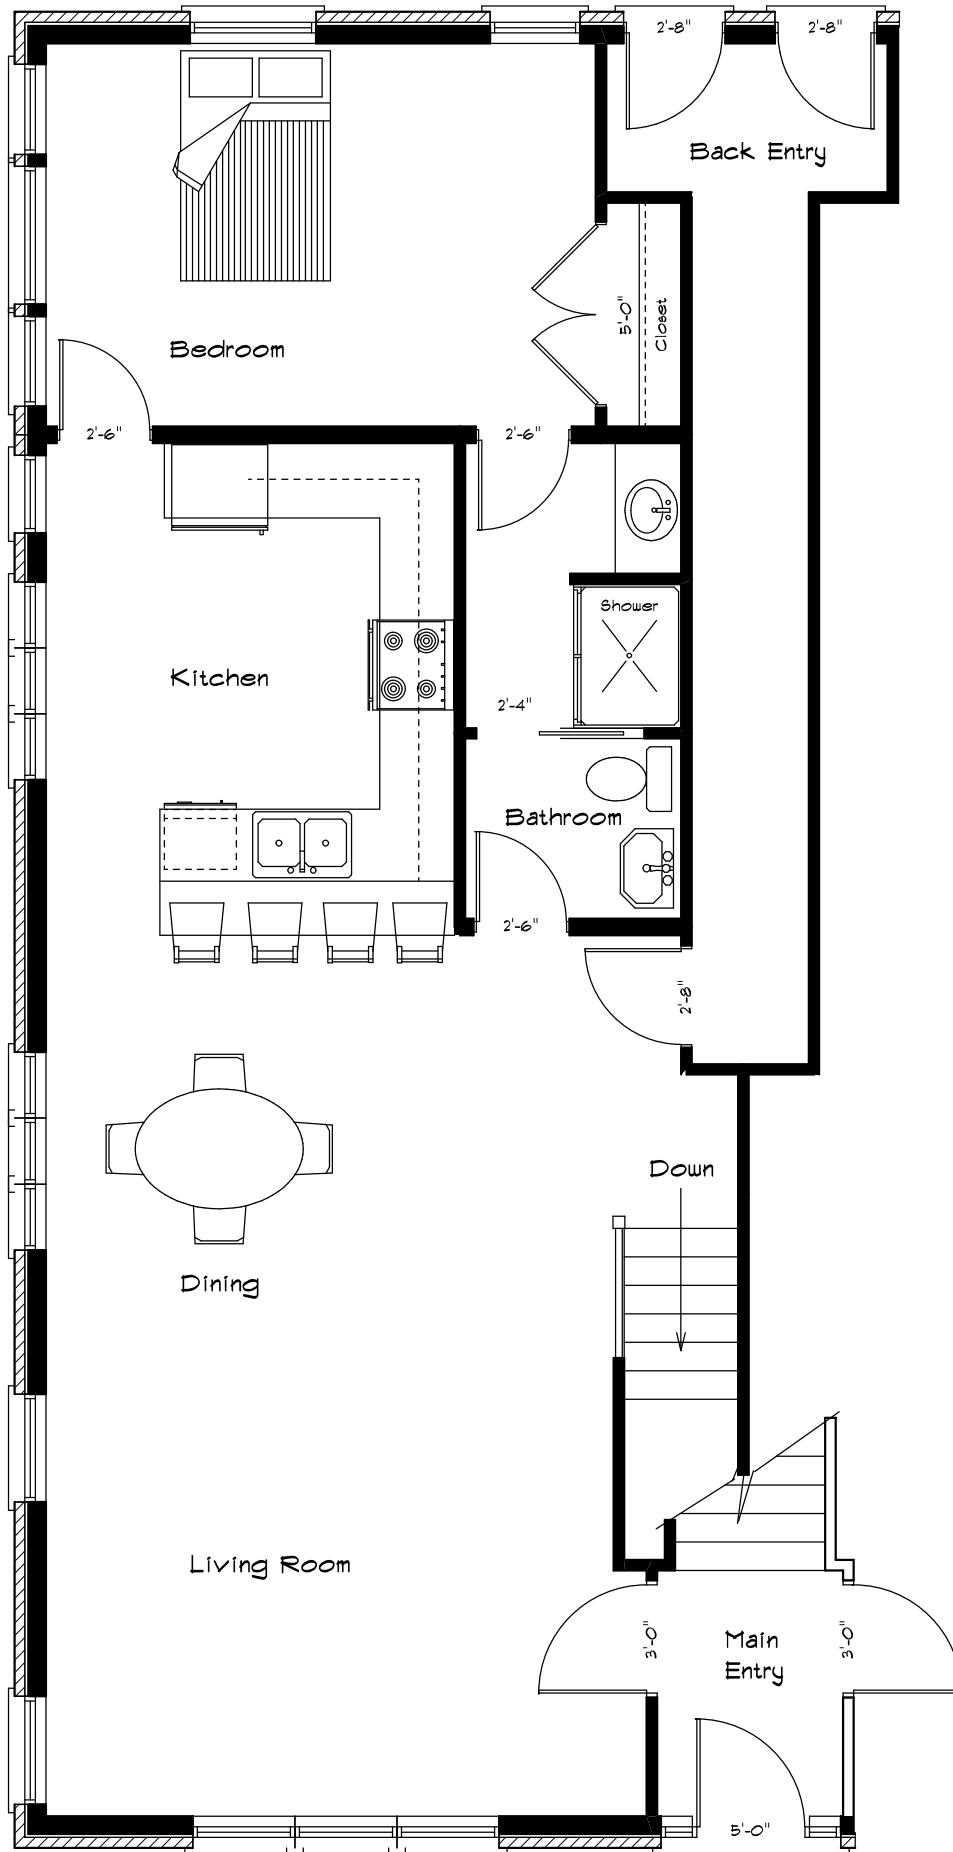 2'-8"
2'-8"
Back Entry
5'-0"
Closet
Bedroom
2'-6"
2'-6"
Shower
Kitchen
2'-4"
Bathroom
2'-6"
2'-8"
Down
Dining
Living Room
3'-0"
Main
Entry
3'-0"
5'-0"